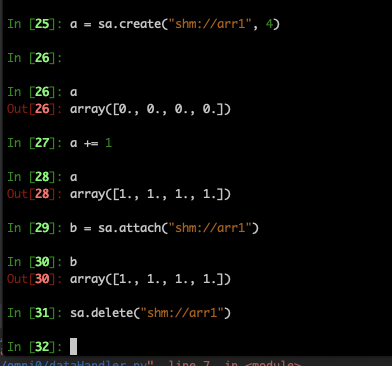 In [25]: a = sa.create("shm://arr1", 4)
In [26]:
In [26]: a
Out[26]: array([0., 0., 0., 0.])
In [27]: a += 1
In [28]: a
Out[28]: array([1., 1., 1., 1.])
In [29]: b = sa.attach("shm://arr1")
In [30]: b
Out[30]: array([1., 1., 1., 1.])
In [31]: sa.delete("shm://arr1")
In [32]:
/omni0/dataHandler.py", line 7, in <module>